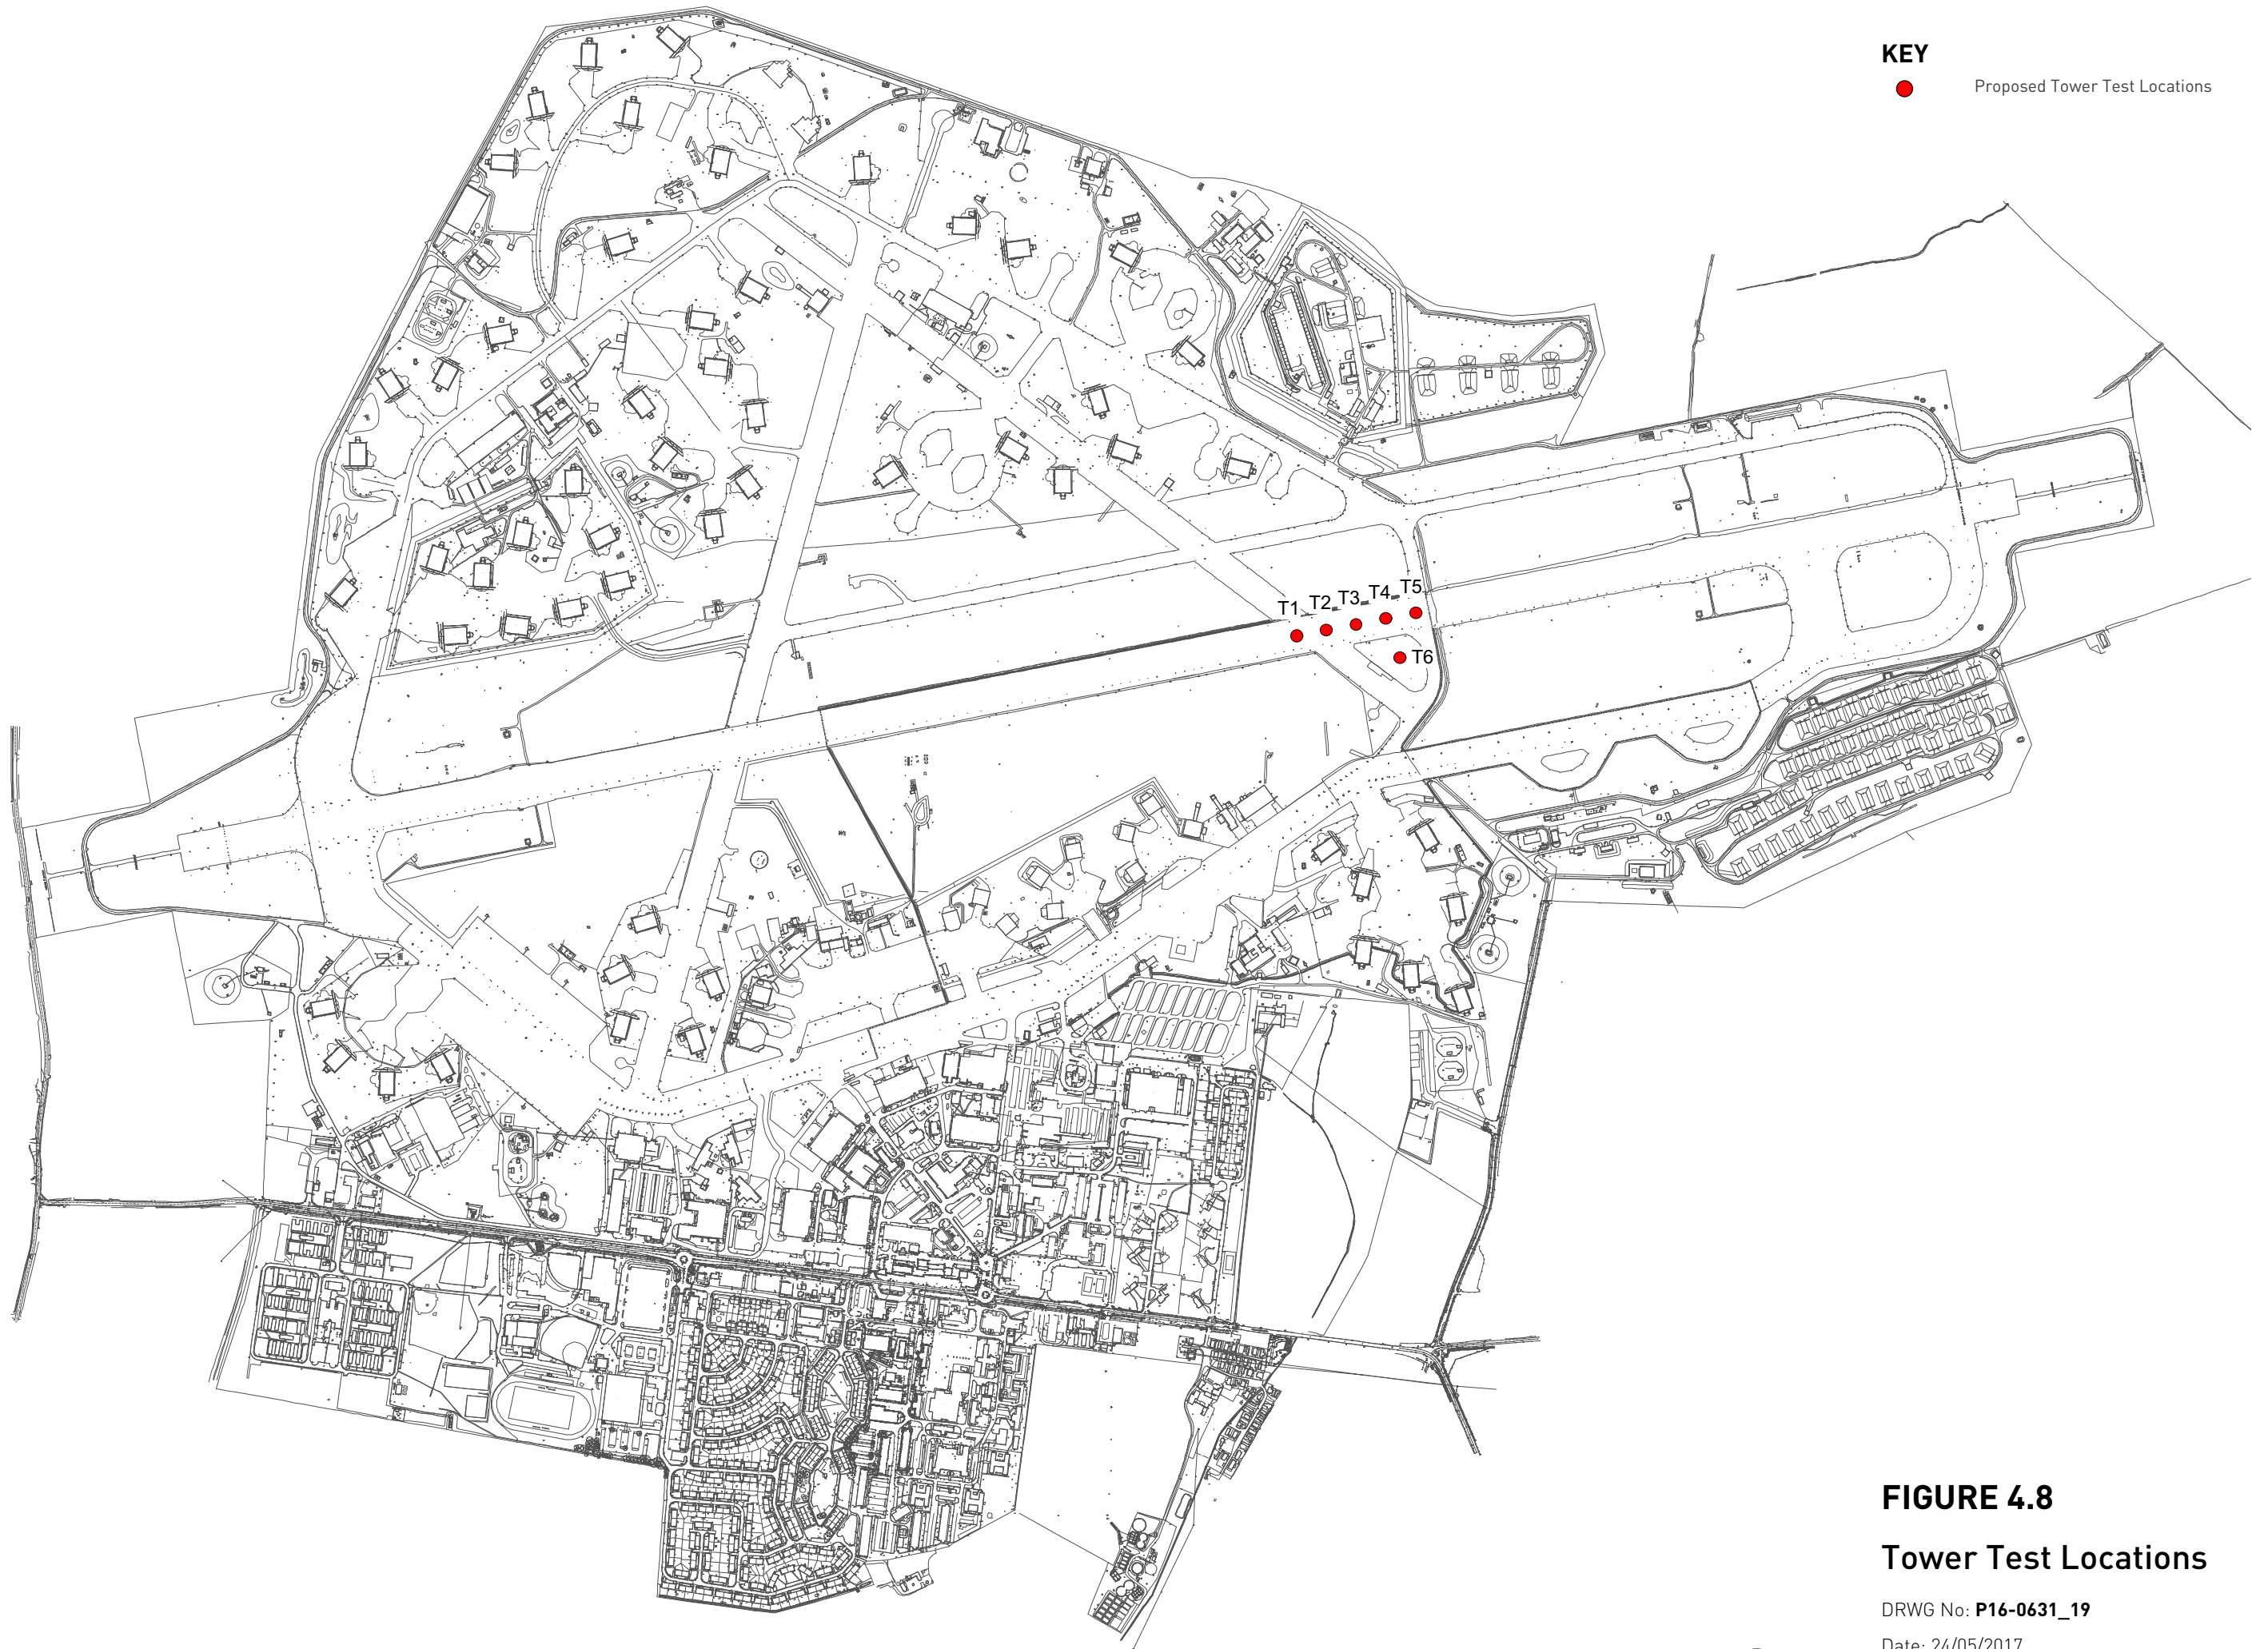 KEY
Proposed Tower Test Locations
T1 T2 T3 T4 T5
T6
FIGURE 4.8
Tower Test Locations
DRWG No: P16-0631_19
Date: 24/05/2017